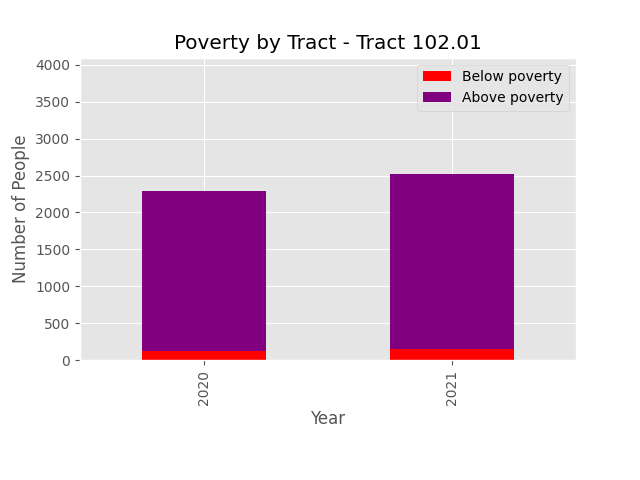 Poverty by Tract - Tract 102.01
Below poverty
Above poverty
4000
3500
3000
2500
2000
1500
1000
500
0
Number of People
2020
2021
Year